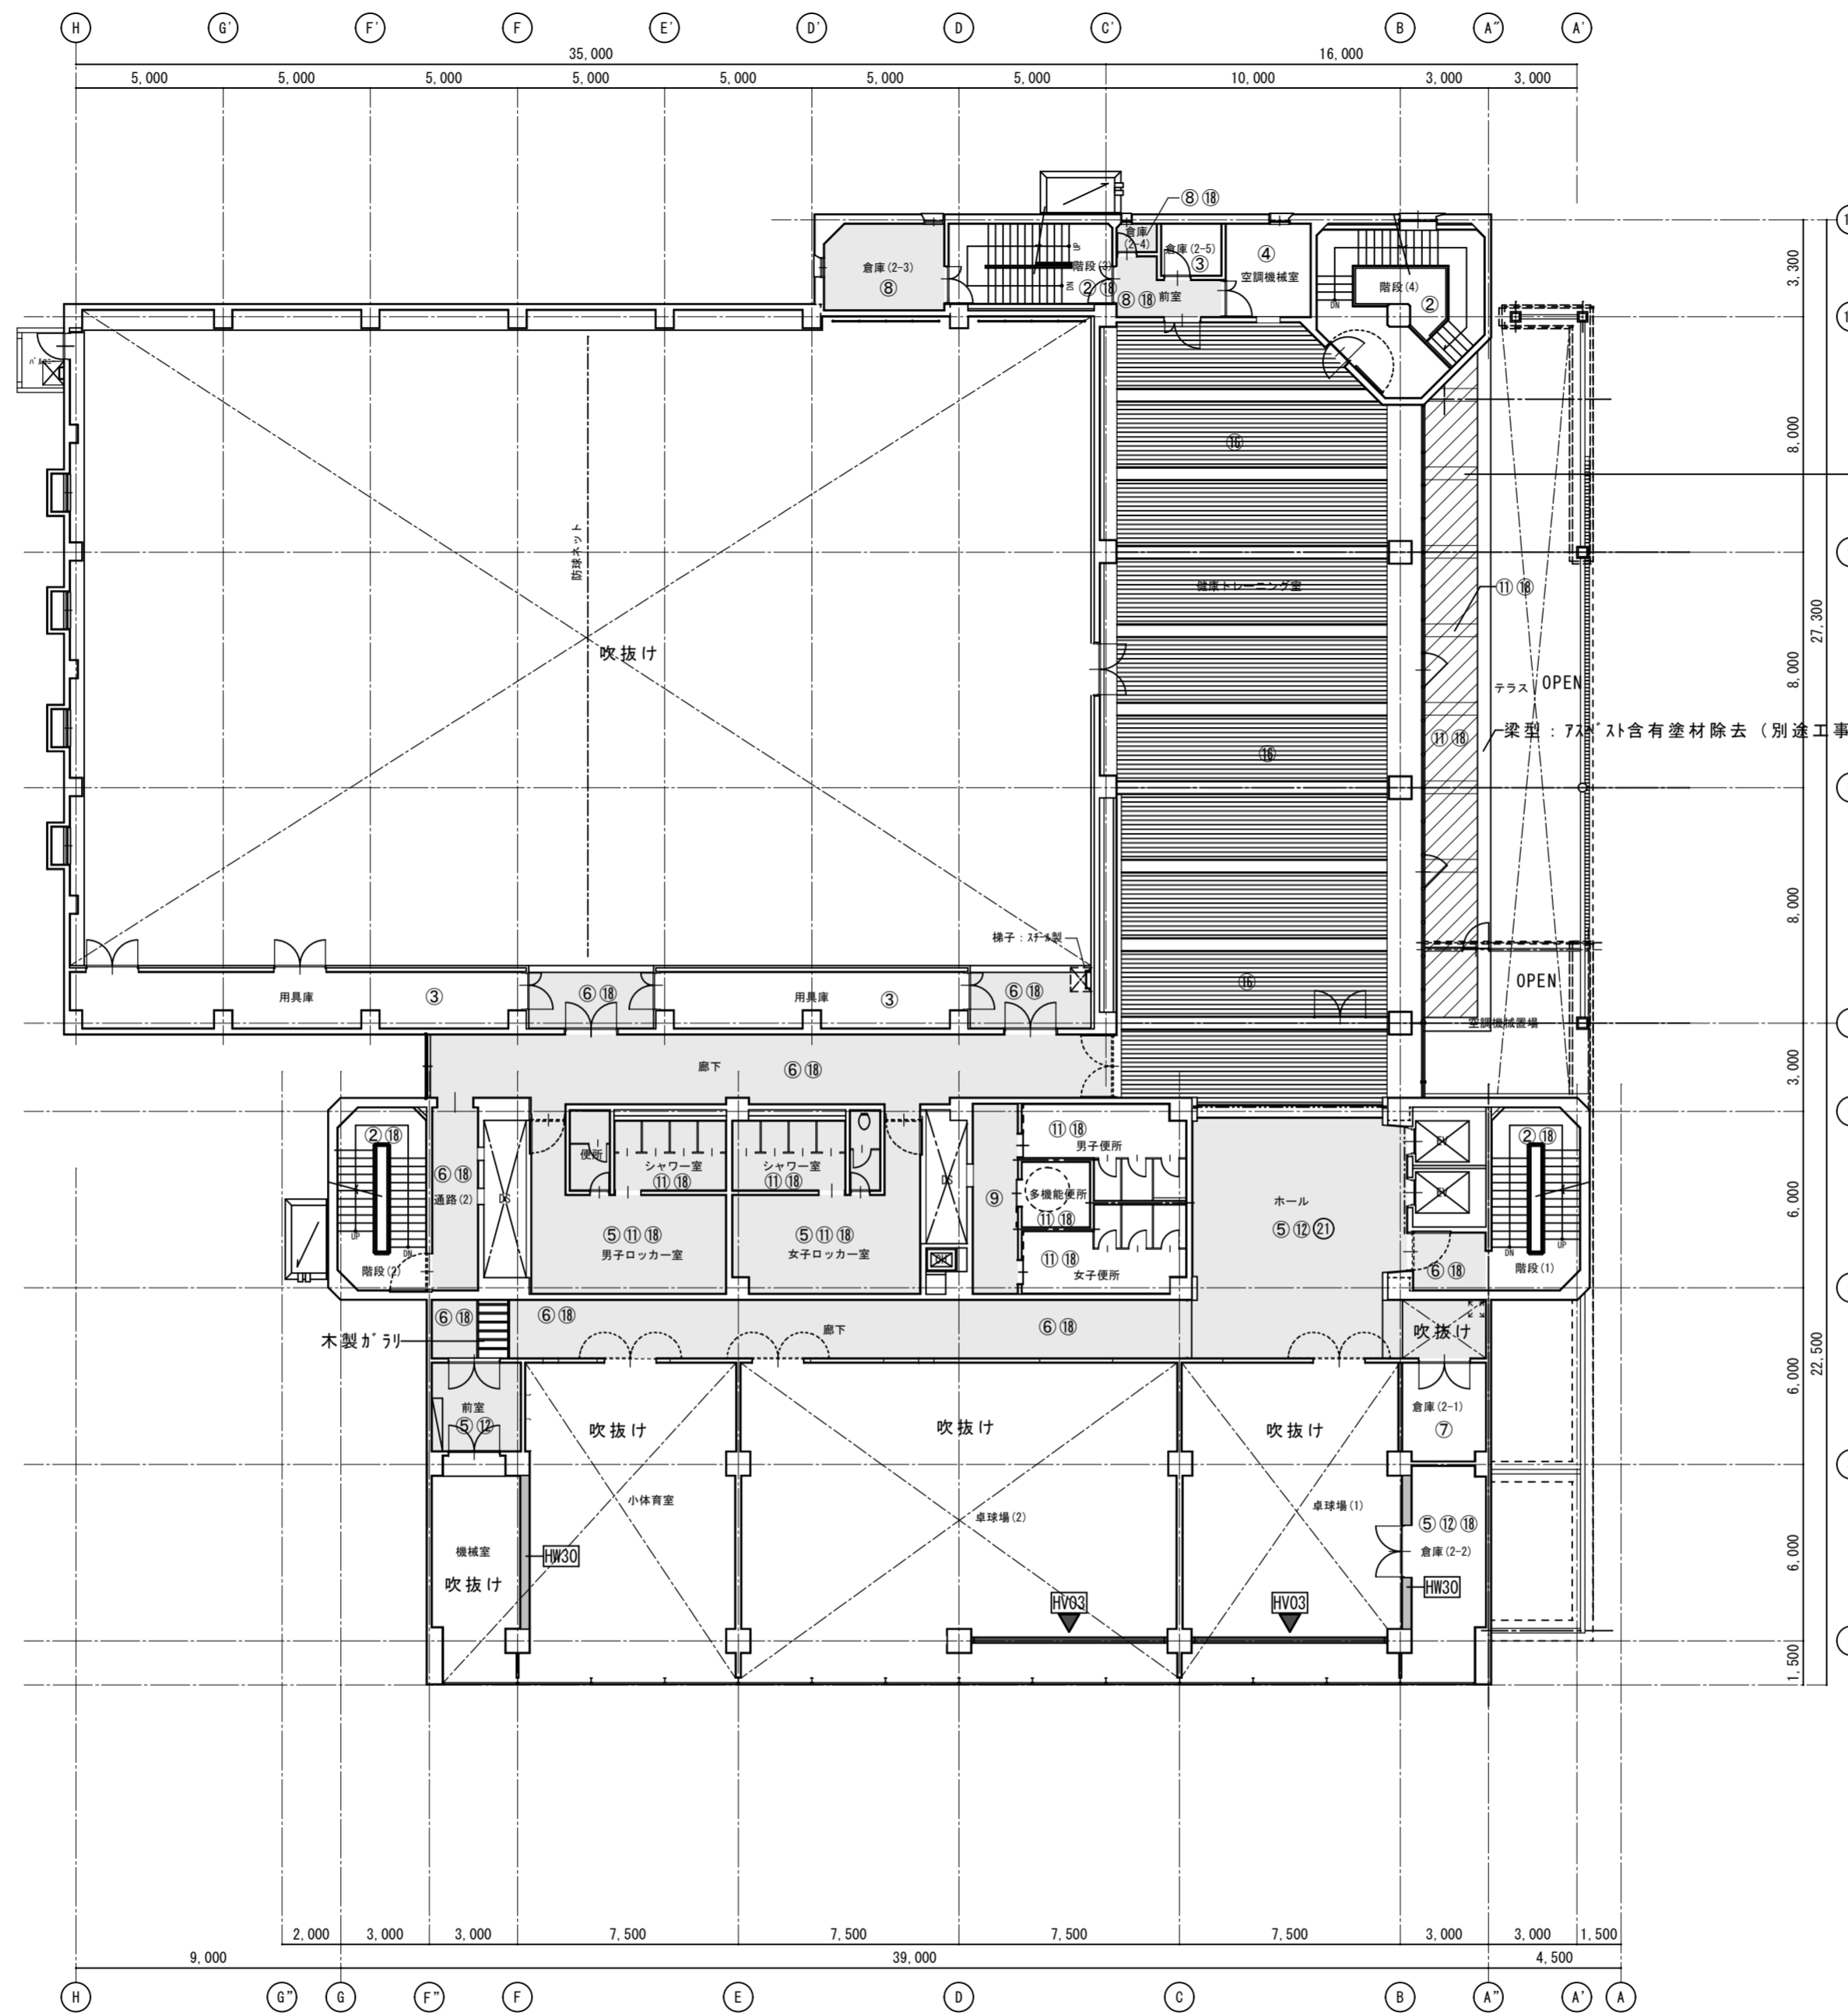 H G' F' F E' D' D C' B A" A'
35,000 16,000
5,000 5,000 5,000 5,000 5,000 5,000 5,000 10,000 3,000 3,000
⑧⑱
倉庫(2-3)
⑧
UP
階段(3)
②⑱
DN
倉庫
(2-4)
倉庫(2-5)
③
④
空調機械室
⑧⑱ 前室
階段(4)
②
DN
3,300
8,000
⑯
防球ネット
健康トレーニング室
⑪⑱
27,300
吹抜け
8,000
テラス OPEN
梁型：ｱｽﾍﾞｽﾄ含有塗材除去（別途工事
⑪⑱
⑯
8,000
梯子：ｽﾁｰﾙ製
用具庫 ③
⑥⑱
用具庫 ③
⑥⑱
⑯
OPEN
空調機械置場
廊下 ⑥⑱
3,000
②⑱
⑥⑱
通路(2)
DS
便所
シャワー室
⑪⑱
シャワー室
⑪⑱
DS
⑨
⑪⑱
男子便所
多機能便所
⑪⑱
⑪⑱
女子便所
ホール
⑤⑫㉑
EV
EV
②⑱
6,000
UP
DN
階段(2)
⑤⑪⑱
男子ロッカー室
⑤⑪⑱
女子ロッカー室
⑥⑱
DN
UP
階段(1)
⑥⑱
⑥⑱
廊下
⑥⑱
木製ｶﾞﾗﾘ
吹抜け
22,500
前室
⑤⑫
吹抜け
吹抜け
吹抜け
倉庫(2-1)
⑦
6,000
小体育室
卓球場(2)
卓球場(1)
⑤⑫⑱
倉庫(2-2)
機械室
吹抜け
HW30
HW30
HV03
HV03
6,000
1,500
2,000 3,000 3,000 7,500 7,500 7,500 7,500 3,000 3,000 1,500
9,000 39,000 4,500
H G" G F" F E D C B A" A' A